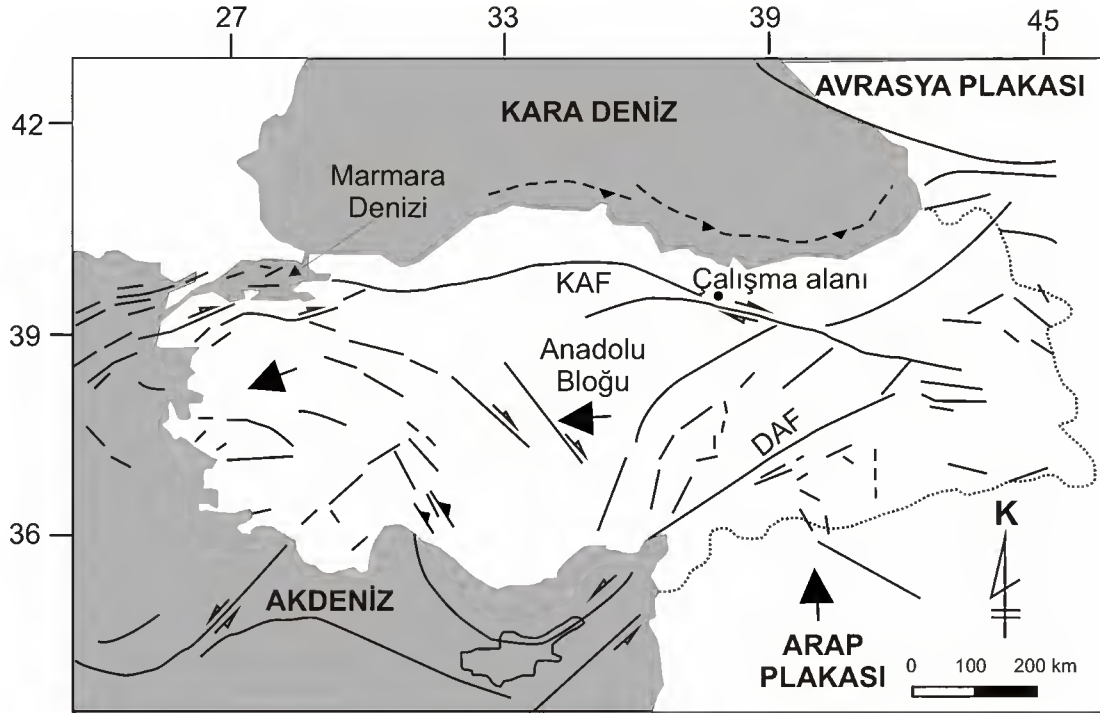 27 33 39 45
AVRASYA PLAKASI
KARA DENİZ
42
Marmara
Denizi
KAF
Çalışma alanı
39
Anadolu
Bloğu
DAF
36
K
AKDENİZ
ARAP
PLAKASI
0 100 200 km